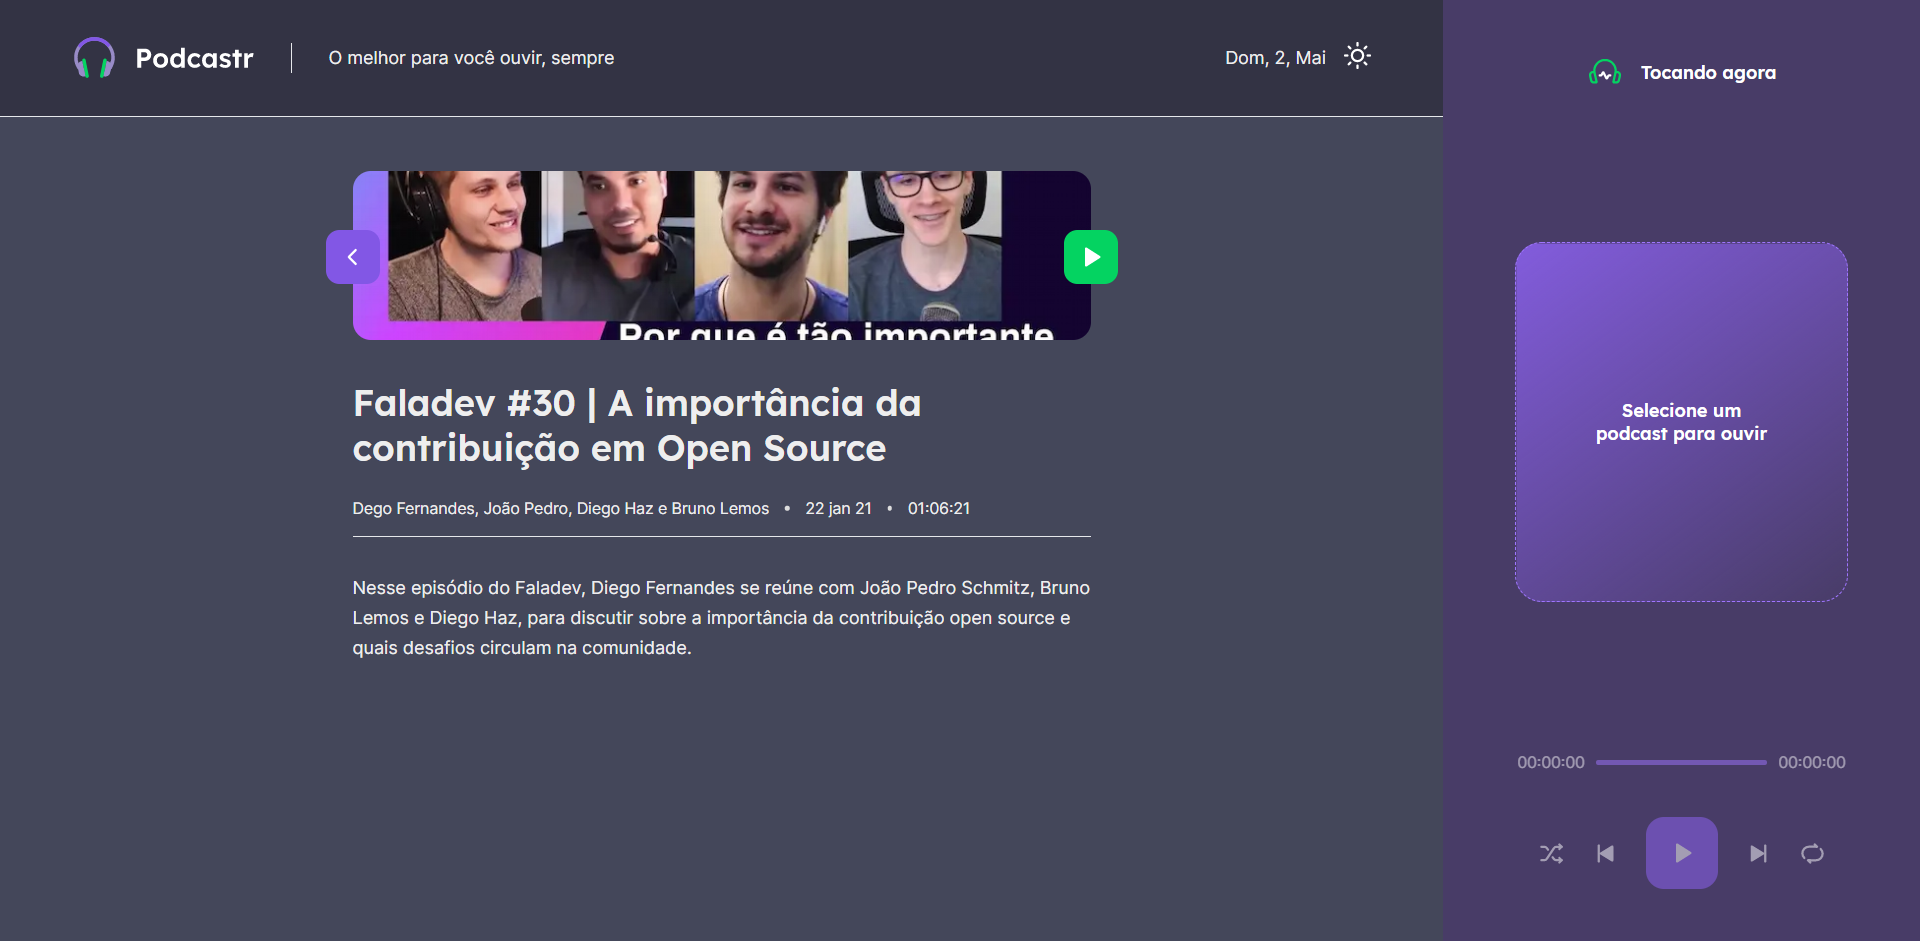 Podcastr
O melhor para você ouvir, sempre
Dom, 2, Mai
Tocando agora
Por que é tão importante
Faladev #30 | A importância da
contribuição em Open Source
Dego Fernandes, João Pedro, Diego Haz e Bruno Lemos • 22 jan 21 • 01:06:21
Nesse episódio do Faladev, Diego Fernandes se reúne com João Pedro Schmitz, Bruno
Lemos e Diego Haz, para discutir sobre a importância da contribuição open source e
quais desafios circulam na comunidade.
Selecione um
podcast para ouvir
00:00:00
00:00:00